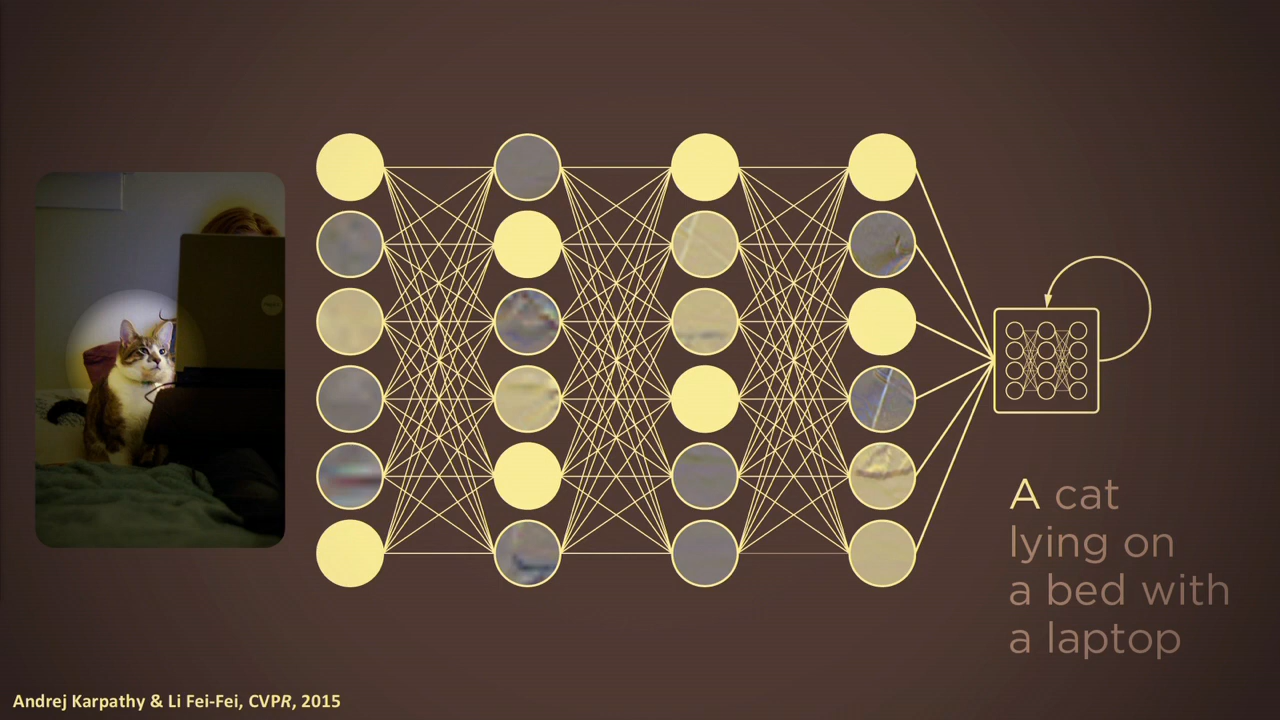 A cat
lying on
a bed with
a laptop
Andrej Karpathy & Li Fei-Fei, CVPR, 2015